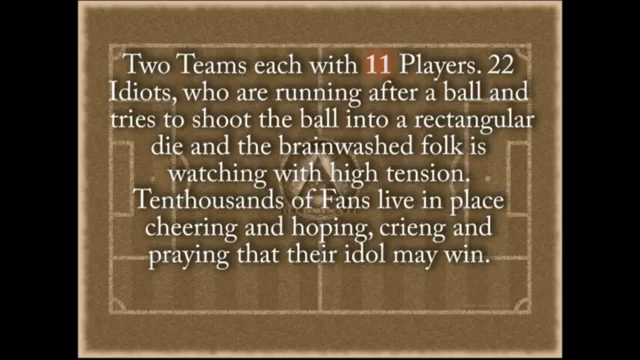 Two Teams each with 11 Players. 22
Idiots, who are running after a ball and
tries to shoot the ball into a rectangular
die and the brainwashed folk is
watching with high tension.
Tenthousands of Fans live in place
cheering and hoping, crieng and
praying that their idol may win.